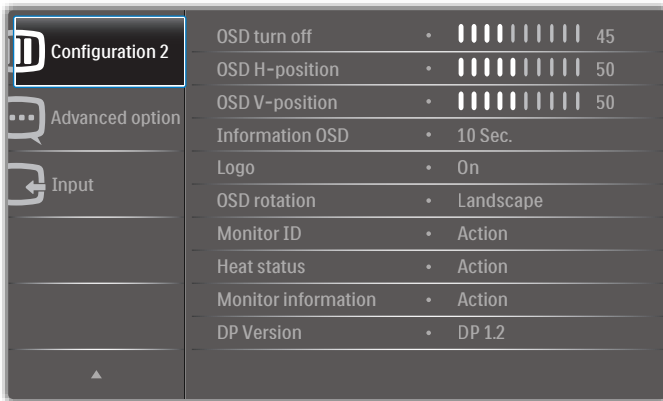 Configuration 2
Advanced option
Input
OSD turn off • 45
OSD H-position • 50
OSD V-position • 50
Information OSD • 10 Sec.
Logo • On
OSD rotation • Landscape
Monitor ID • Action
Heat status • Action
Monitor information • Action
DP Version • DP 1.2